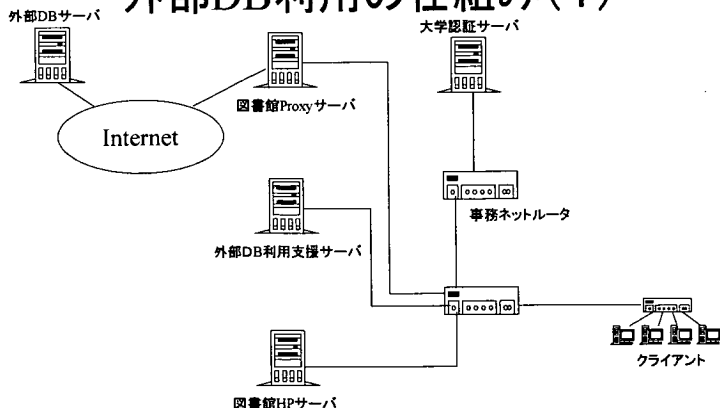 外部DB利用の仕組み(1)
外部DBサーバ
大学認証サーバ
図書館Proxyサーバ
Internet
事務ネットルータ
外部DB利用支援サーバ
クライアント
図書館HPサーバ